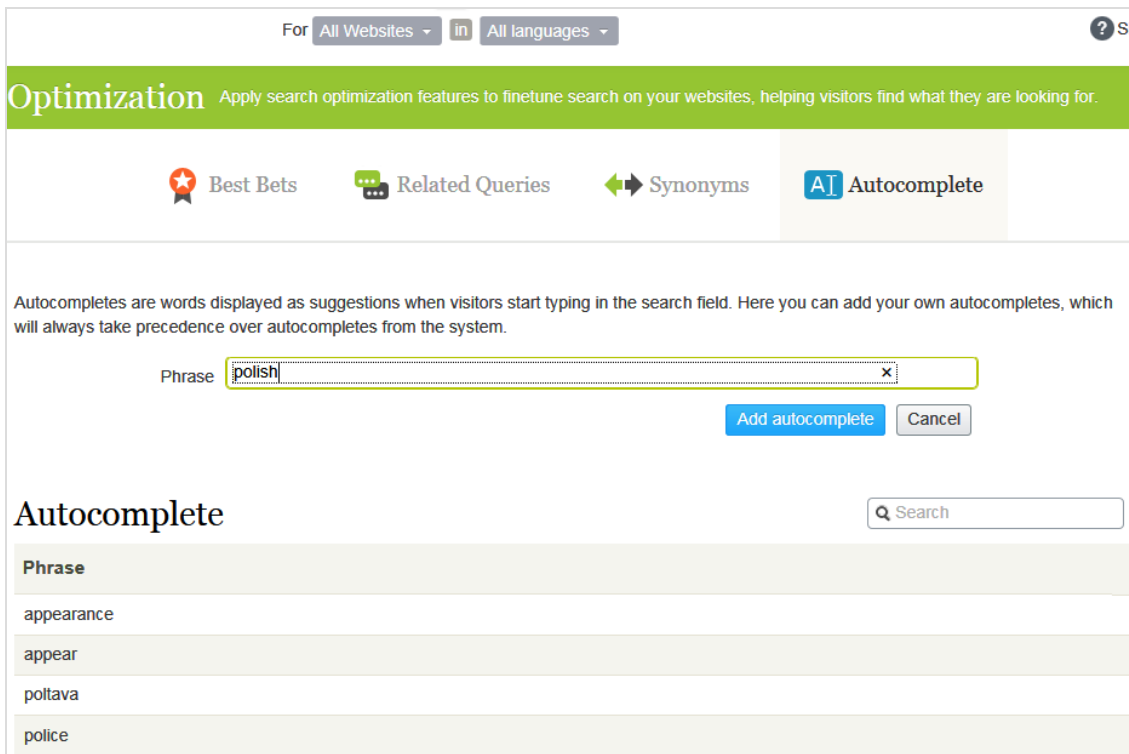 For All Websites in All languages ? S
Optimization Apply search optimization features to finetune search on your websites, helping visitors find what they are looking for.
Best Bets Related Queries Synonyms AI Autocomplete
Autocompletes are words displayed as suggestions when visitors start typing in the search field. Here you can add your own autocompletes, which
will always take precedence over autocompletes from the system.
Phrase polish ×
Add autocomplete Cancel
Autocomplete Search
Phrase
appearance
appear
poltava
police